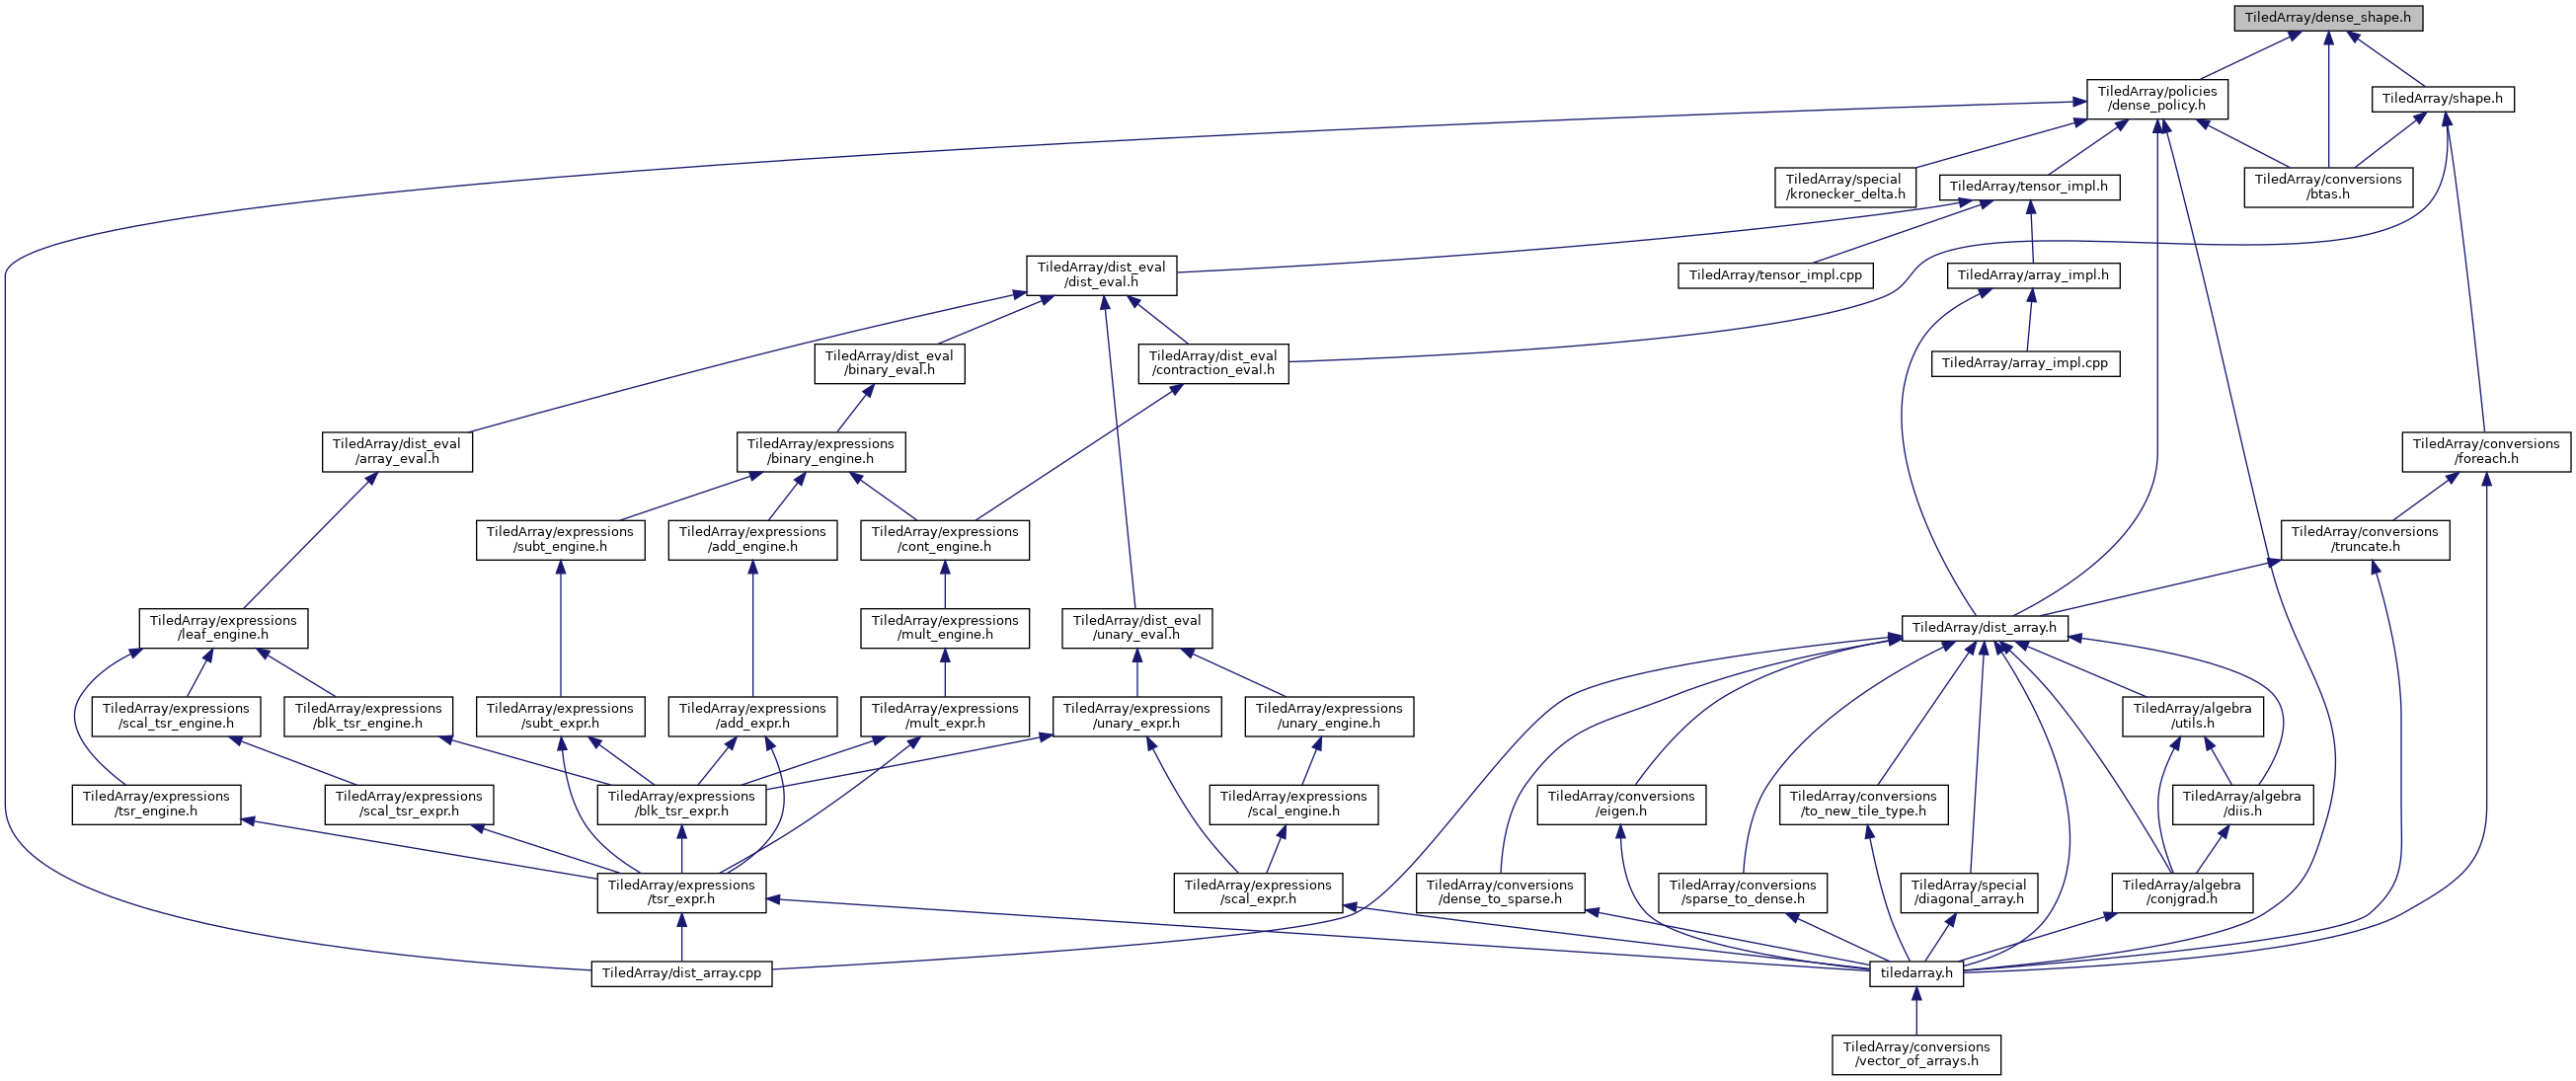 TiledArray/dense_shape.h
TiledArray/policies
/dense_policy.h
TiledArray/shape.h
TiledArray/special
/kronecker_delta.h
TiledArray/tensor_impl.h
TiledArray/conversions
/btas.h
TiledArray/dist_eval
/dist_eval.h
TiledArray/tensor_impl.cpp
TiledArray/array_impl.h
TiledArray/dist_eval
/binary_eval.h
TiledArray/dist_eval
/contraction_eval.h
TiledArray/array_impl.cpp
TiledArray/dist_eval
/array_eval.h
TiledArray/expressions
/binary_engine.h
TiledArray/conversions
/foreach.h
TiledArray/expressions
/subt_engine.h
TiledArray/expressions
/add_engine.h
TiledArray/expressions
/cont_engine.h
TiledArray/conversions
/truncate.h
TiledArray/expressions
/leaf_engine.h
TiledArray/expressions
/mult_engine.h
TiledArray/dist_eval
/unary_eval.h
TiledArray/dist_array.h
TiledArray/expressions
/scal_tsr_engine.h
TiledArray/expressions
/blk_tsr_engine.h
TiledArray/expressions
/subt_expr.h
TiledArray/expressions
/add_expr.h
TiledArray/expressions
/mult_expr.h
TiledArray/expressions
/unary_expr.h
TiledArray/expressions
/unary_engine.h
TiledArray/algebra
/utils.h
TiledArray/expressions
/tsr_engine.h
TiledArray/expressions
/scal_tsr_expr.h
TiledArray/expressions
/blk_tsr_expr.h
TiledArray/expressions
/scal_engine.h
TiledArray/conversions
/eigen.h
TiledArray/conversions
/to_new_tile_type.h
TiledArray/algebra
/diis.h
TiledArray/expressions
/tsr_expr.h
TiledArray/expressions
/scal_expr.h
TiledArray/conversions
/dense_to_sparse.h
TiledArray/conversions
/sparse_to_dense.h
TiledArray/special
/diagonal_array.h
TiledArray/algebra
/conjgrad.h
TiledArray/dist_array.cpp
tiledarray.h
TiledArray/conversions
/vector_of_arrays.h